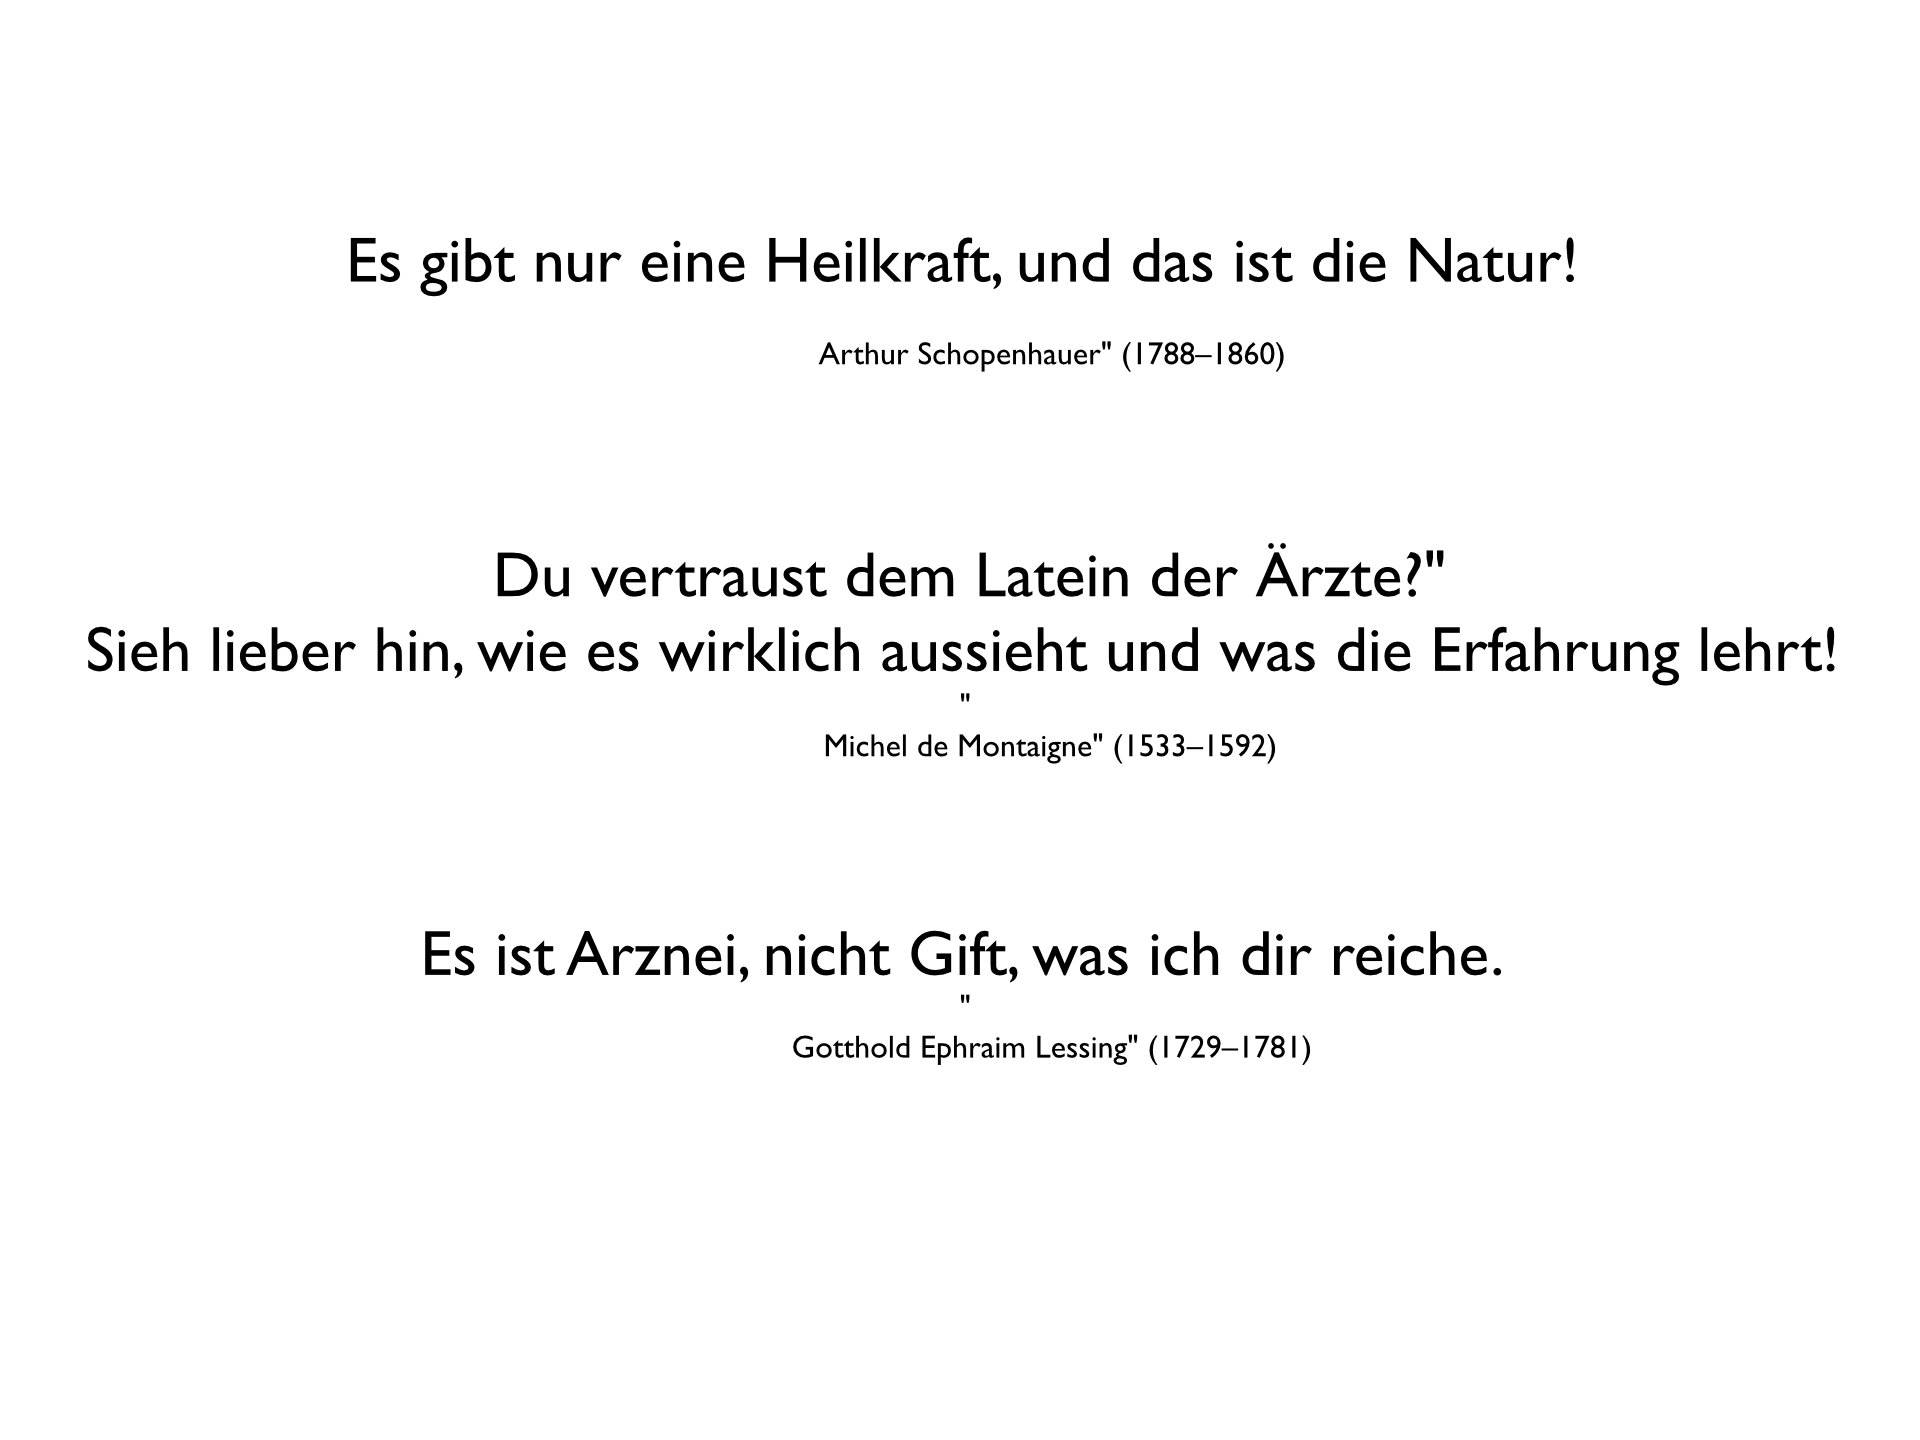 Es gibt nur eine Heilkraft, und das ist die Natur!
Arthur Schopenhauer" (1788–1860)
Du vertraust dem Latein der Ärzte?"
Sieh lieber hin, wie es wirklich aussieht und was die Erfahrung lehrt!
"
Michel de Montaigne" (1533–1592)
Es ist Arznei, nicht Gift, was ich dir reiche.
"
Gotthold Ephraim Lessing" (1729–1781)